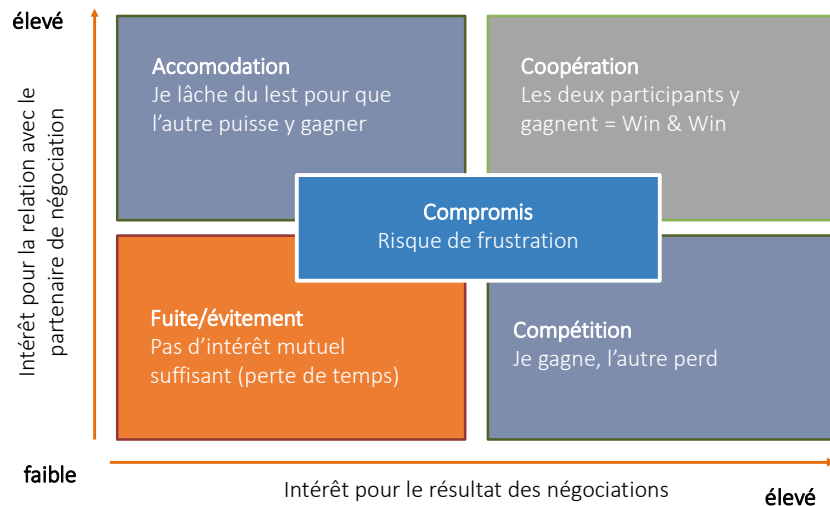 élevé
Intérêt pour la relation avec le
partenaire de négociation
Accomodation
Je lâche du lest pour que
l’autre puisse y gagner
Coopération
Les deux participants y
gagnent = Win & Win
Compromis
Risque de frustration
Fuite/évitement
Pas d’intérêt mutuel
suffisant (perte de temps)
Compétition
Je gagne, l’autre perd
faible
Intérêt pour le résultat des négociations
élevé